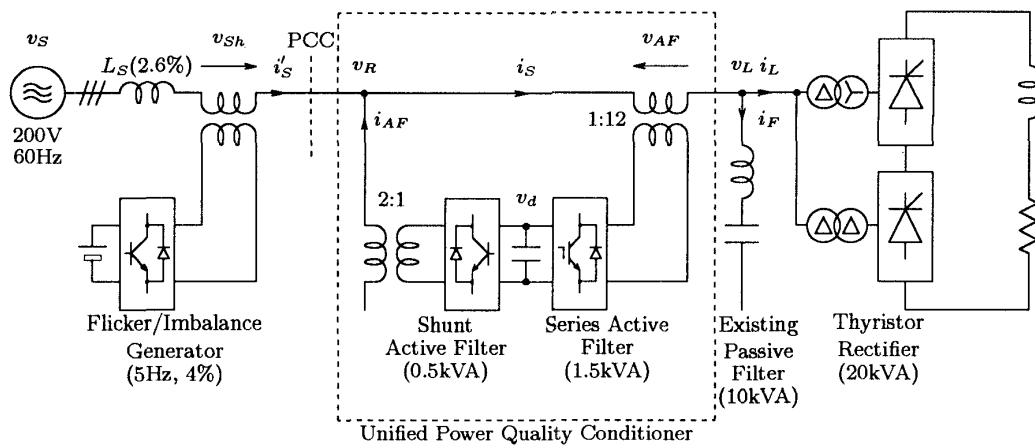 v_S
L_S(2.6%)
v_Sh
i'_S
PCC
v_R
i_S
v_AF
v_L
i_L
200V
60Hz
i_AF
1:12
i_F
2:1
v_d
Flicker/Imbalance
Generator
(5Hz, 4%)
Shunt
Active Filter
(0.5kVA)
Series Active
Filter
(1.5kVA)
Existing
Passive
Filter
(10kVA)
Thyristor
Rectifier
(20kVA)
Unified Power Quality Conditioner